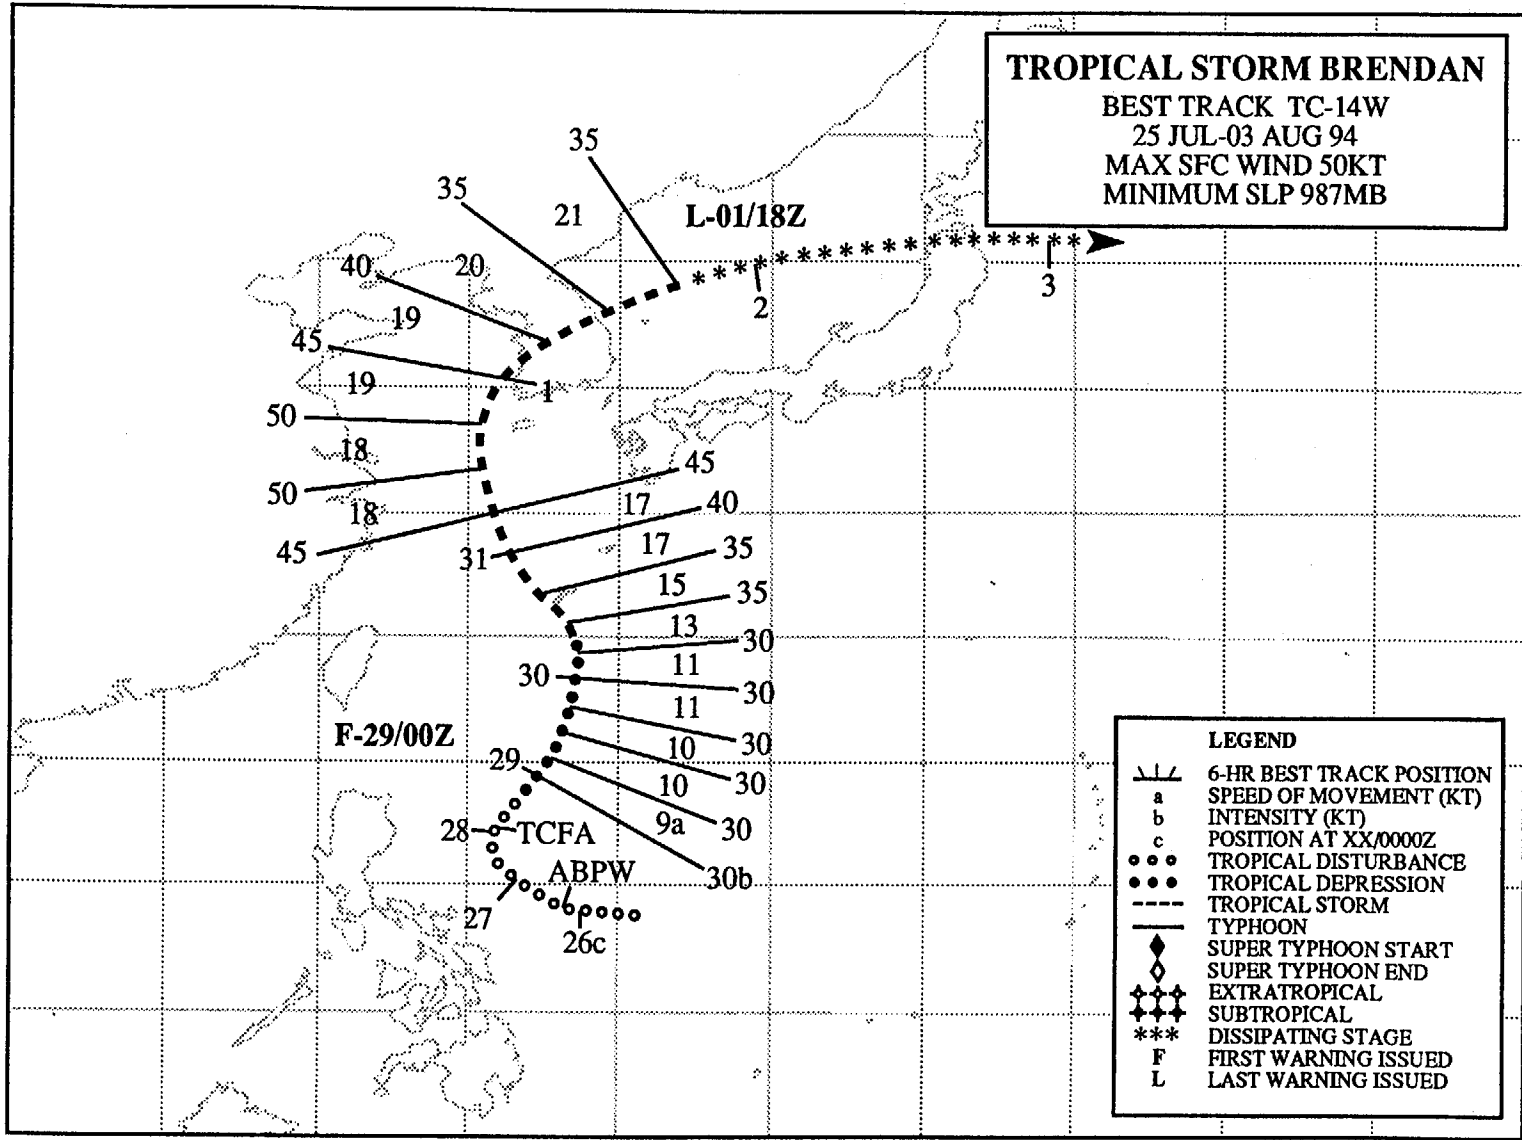 TROPICAL STORM BRENDAN
BEST TRACK TC-14W
25 JUL-03 AUG 94
MAX SFC WIND 50KT
MINIMUM SLP 987MB
35
35
21
L-01/18Z
40
20
2
3
19
45
19
1
50
18
45
50
17
40
18
45
31
17
35
15
35
13
30
30
11
30
11
F-29/00Z
30
10
29
30
10
9a
30
28
TCFA
ABPW
30b
27
26c
LEGEND
6-HR BEST TRACK POSITION
a SPEED OF MOVEMENT (KT)
b INTENSITY (KT)
c POSITION AT XX/0000Z
TROPICAL DISTURBANCE
TROPICAL DEPRESSION
TROPICAL STORM
TYPHOON
SUPER TYPHOON START
SUPER TYPHOON END
EXTRATROPICAL
SUBTROPICAL
*** DISSIPATING STAGE
F FIRST WARNING ISSUED
L LAST WARNING ISSUED